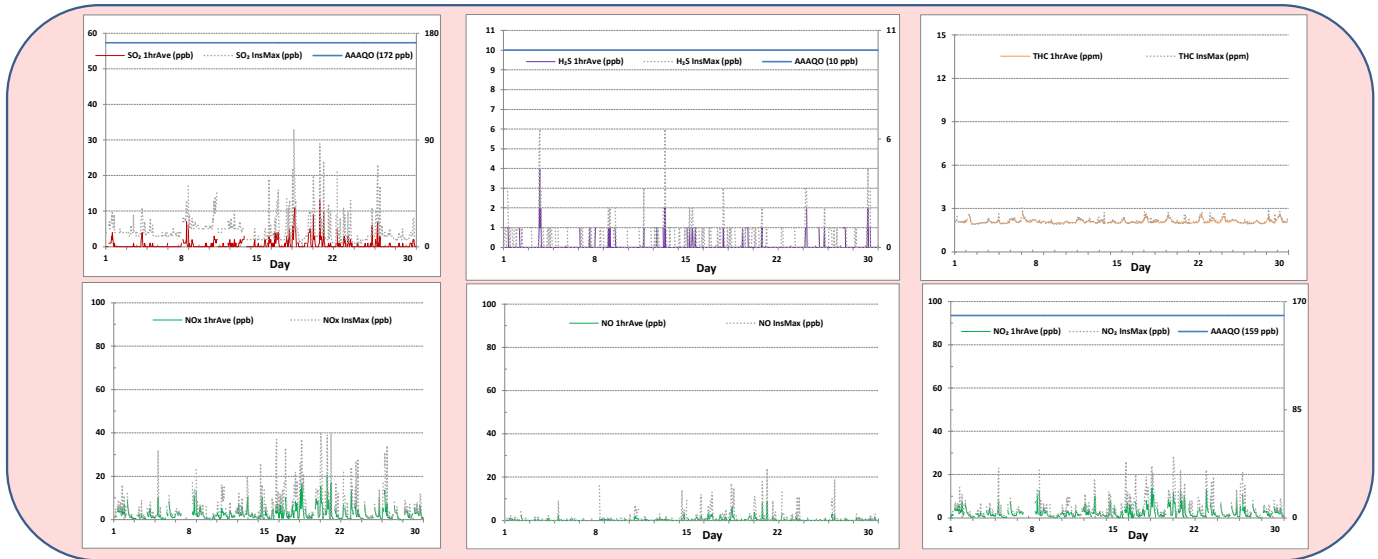 60 180
SO₂ 1hrAve (ppb) SO₂ InsMax (ppb) AAAQO (172 ppb)
50
40
30 90
20
10
0 0
1 8 15 22 30
Day
11 11
10
H₂S 1hrAve (ppb) H₂S InsMax (ppb) AAAQO (10 ppb)
9
8
7
6 6
5
4
3
2
1
0 0
1 8 15 22 30
Day
15
THC 1hrAve (ppm) THC InsMax (ppm)
12
9
6
3
0
1 8 15 22 30
Day
100
NOx 1hrAve (ppb) NOx InsMax (ppb)
80
60
40
20
0
1 8 15 22 30
Day
100
NO 1hrAve (ppb) NO InsMax (ppb)
80
60
40
20
0
1 8 15 22 30
Day
100 170
NO₂ 1hrAve (ppb) NO₂ InsMax (ppb) AAAQO (159 ppb)
80
60
85
40
20
0 0
1 8 15 22 30
Day